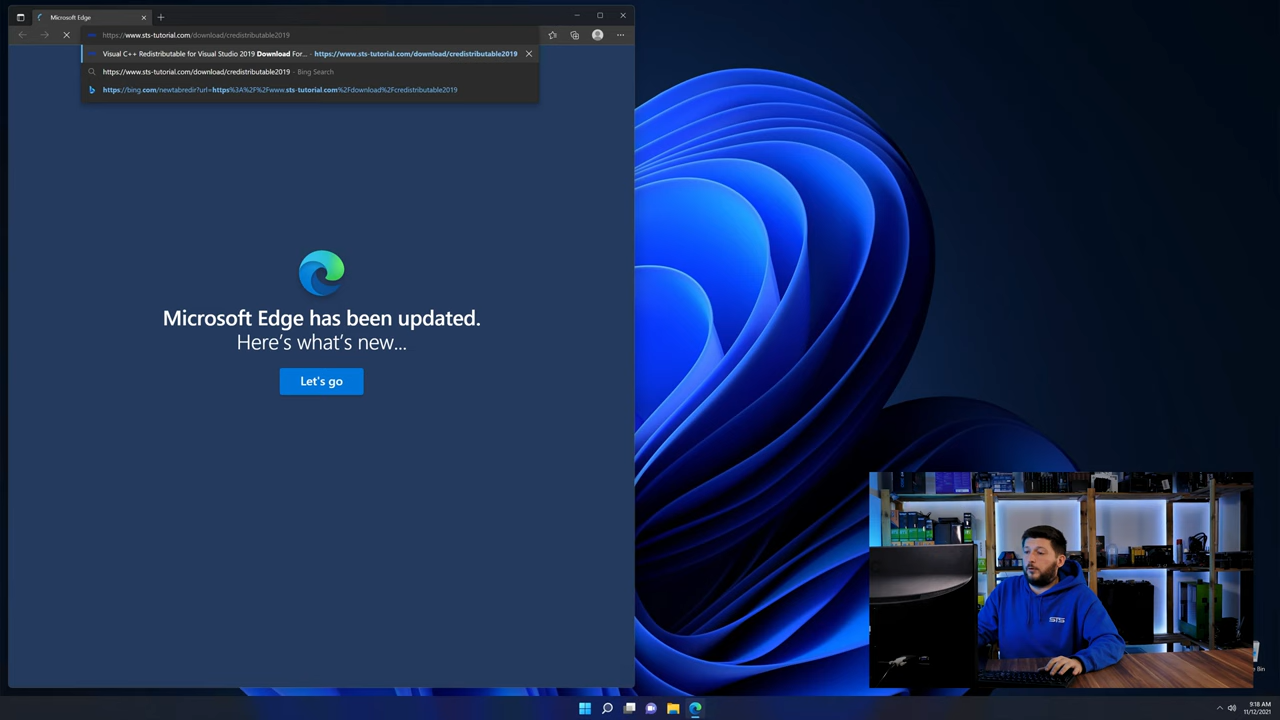 Microsoft Edge
https://www.sts-tutorial.com/download/credistributable2019
Visual C++ Redistributable for Visual Studio 2019 Download For... - https://www.sts-tutorial.com/download/credistributable2019
https://www.sts-tutorial.com/download/credistributable2019 - Bing Search
https://bing.com/newtabredir?url=https%3A%2F%2Fwww.sts-tutorial.com%2Fdownload%2Fcredistributable2019
Microsoft Edge has been updated.
Here's what's new...
Let's go
STS
Bin
9:18 AM
11/12/2021